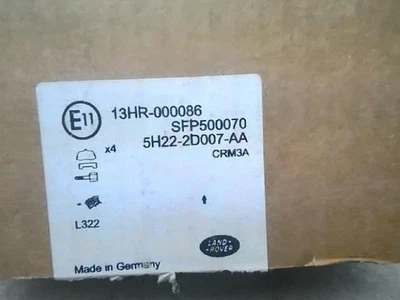 E11
13HR-000086
SFP500070
5H22-2D007-AA
x4
CRM3A
L322
LAND-
ROVER
Made in Germany